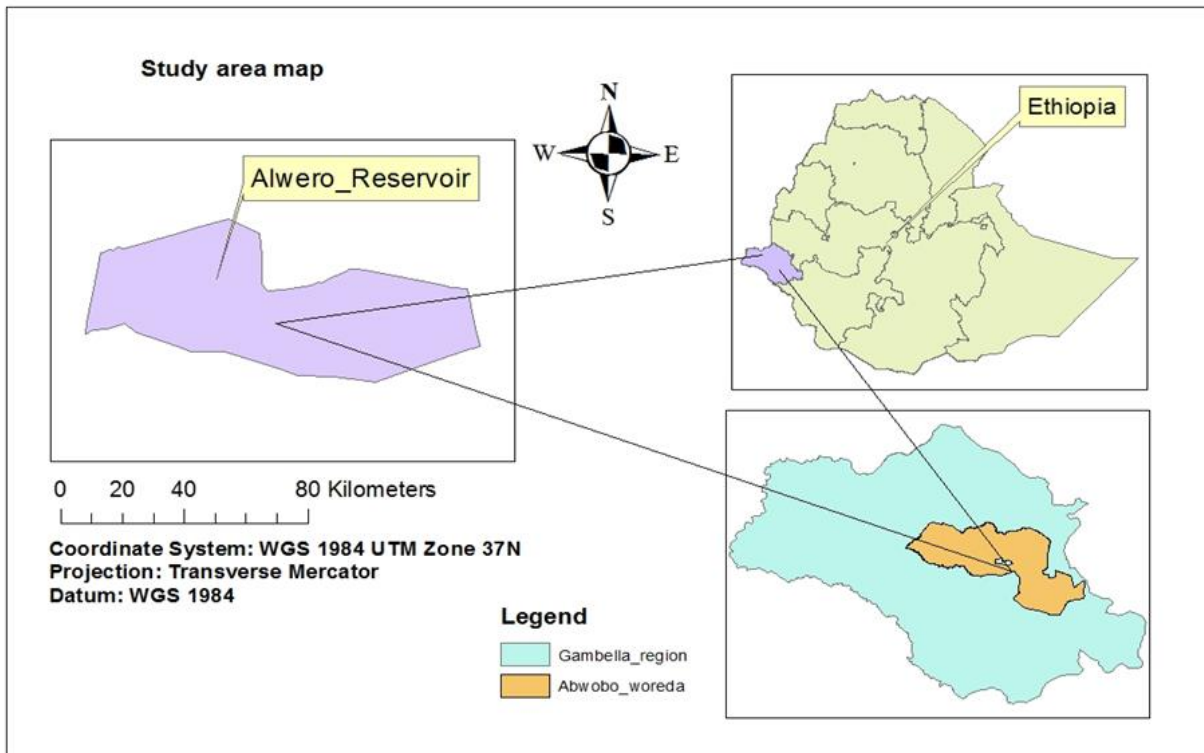 Study area map
N
W
E
S
Ethiopia
Alwero_Reservoir
0 20 40 80 Kilometers
Coordinate System: WGS 1984 UTM Zone 37N
Projection: Transverse Mercator
Datum: WGS 1984
Legend
Gambella_region
Abwobo_woreda